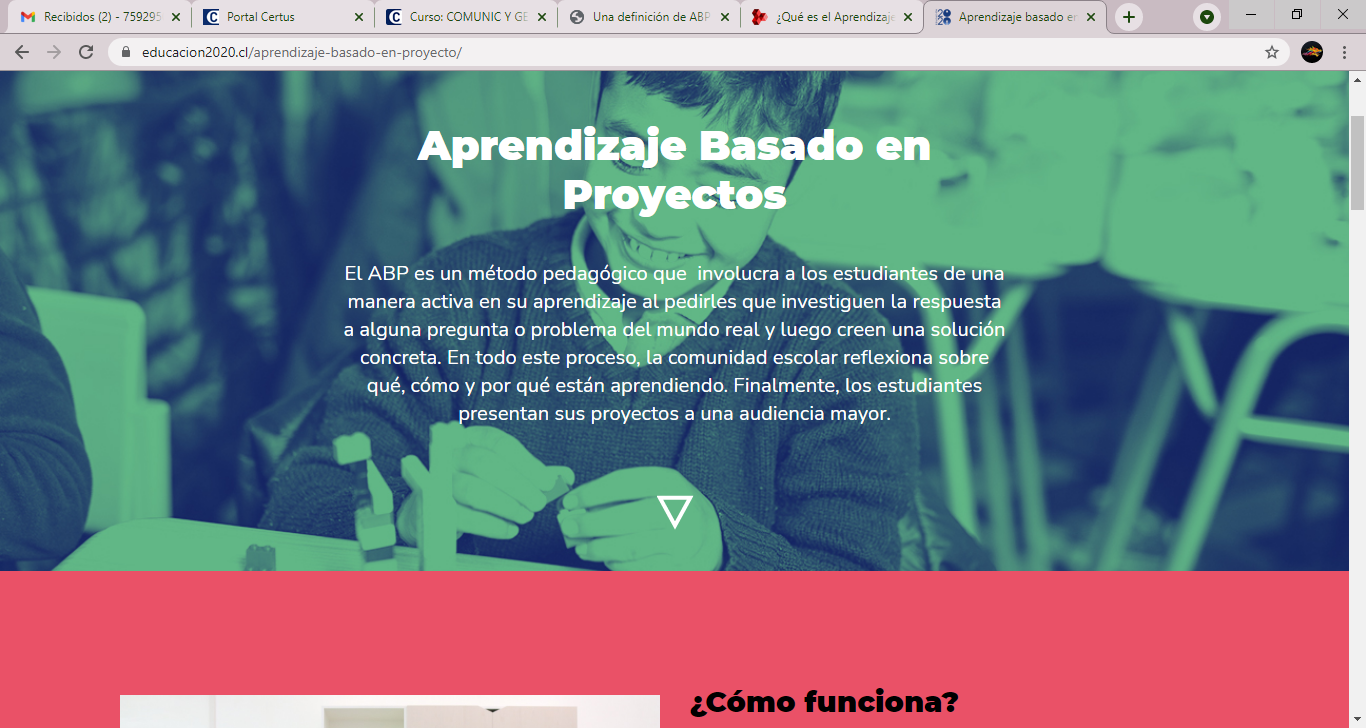 Recibidos (2) - 759295
Portal Certus
Curso: COMUNIC Y GE
Una definición de ABP
¿Qué es el Aprendizaje
Aprendizaje basado en
educacion2020.cl/aprendizaje-basado-en-proyecto/
Aprendizaje Basado en
Proyectos
El ABP es un método pedagógico que  involucra a los estudiantes de una
manera activa en su aprendizaje al pedirles que investiguen la respuesta
a alguna pregunta o problema del mundo real y luego creen una solución
concreta. En todo este proceso, la comunidad escolar reflexiona sobre
qué, cómo y por qué están aprendiendo. Finalmente, los estudiantes
presentan sus proyectos a una audiencia mayor.
¿Cómo funciona?